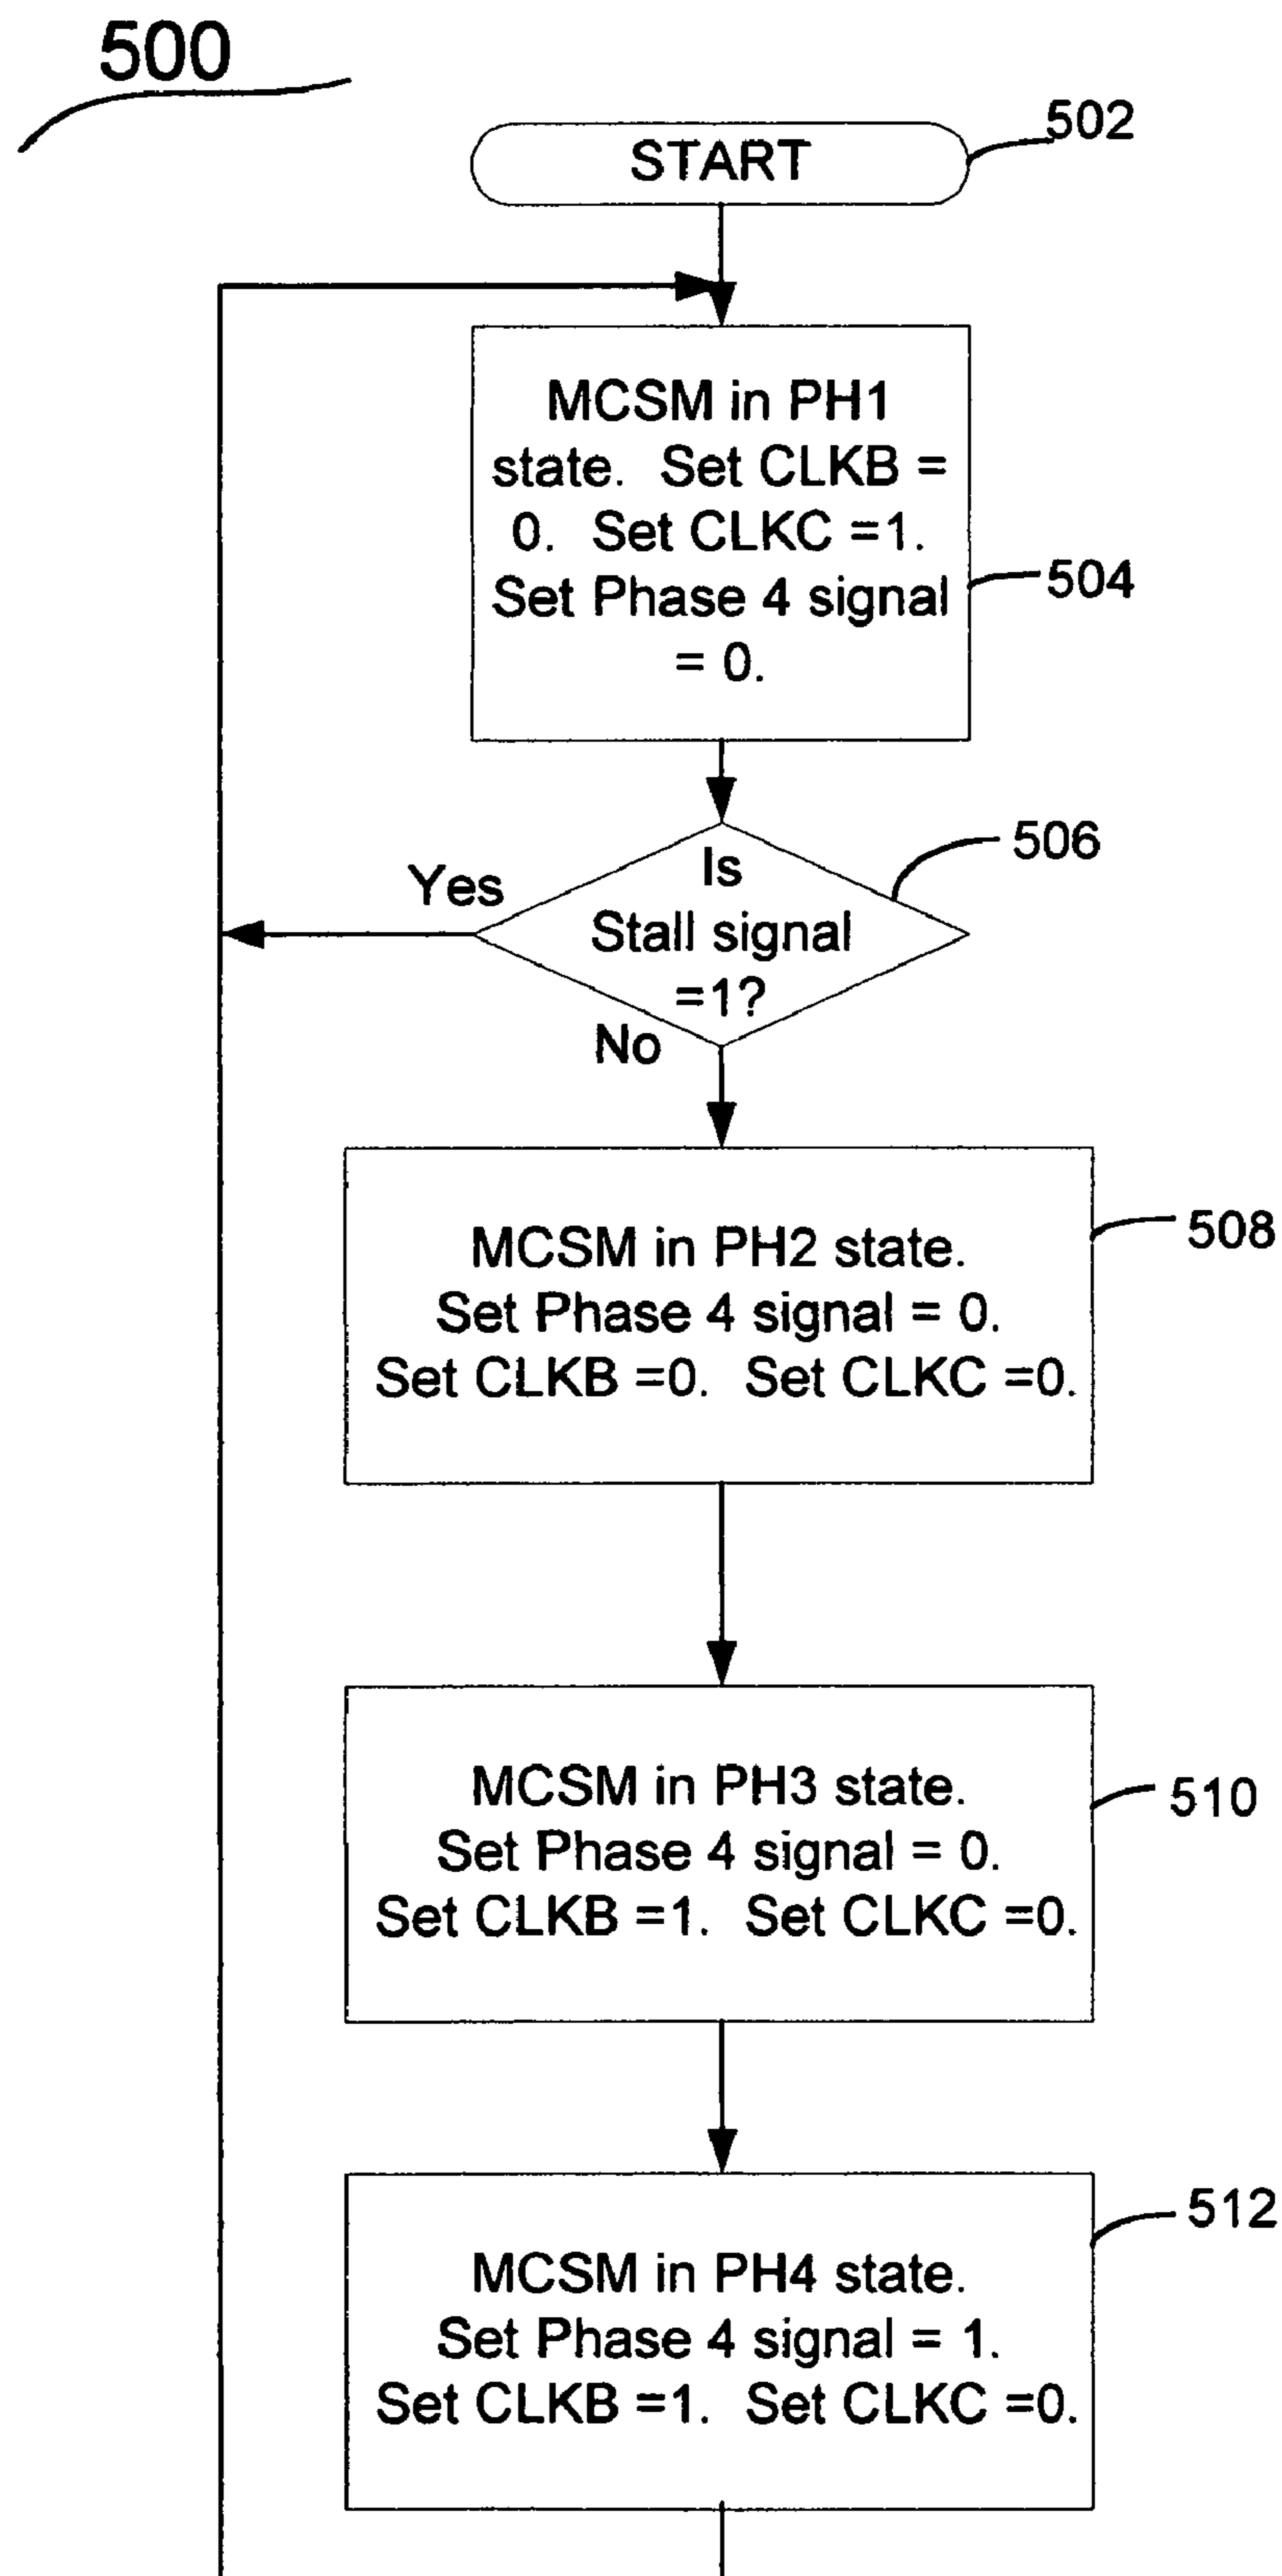 500
START
502
MCSM in PH1
state. Set CLKB =
0. Set CLKC =1.
Set Phase 4 signal
= 0.
504
506
Yes
Is
Stall signal
=1?
No
508
MCSM in PH2 state.
Set Phase 4 signal = 0.
Set CLKB =0. Set CLKC =0.
510
MCSM in PH3 state.
Set Phase 4 signal = 0.
Set CLKB =1. Set CLKC =0.
512
MCSM in PH4 state.
Set Phase 4 signal = 1.
Set CLKB =1. Set CLKC =0.